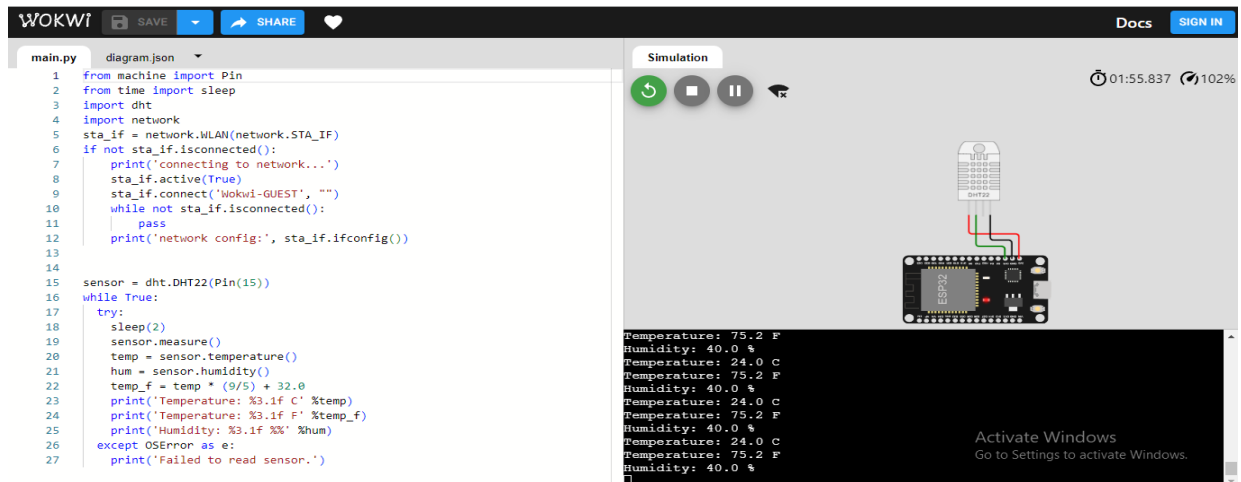 WOKWI SAVE SHARE Docs SIGN IN
main.py diagram.json
1 from machine import Pin
2 from time import sleep
3 import dht
4 import network
5 sta_if = network.WLAN(network.STA_IF)
6 if not sta_if.isconnected():
7 print('connecting to network...')
8 sta_if.active(True)
9 sta_if.connect('Wokwi-GUEST', "")
10 while not sta_if.isconnected():
11 pass
12 print('network config:', sta_if.ifconfig())
13
14
15 sensor = dht.DHT22(Pin(15))
16 while True:
17 try:
18 sleep(2)
19 sensor.measure()
20 temp = sensor.temperature()
21 hum = sensor.humidity()
22 temp_f = temp * (9/5) + 32.0
23 print('Temperature: %3.1f C' %temp)
24 print('Temperature: %3.1f F' %temp_f)
25 print('Humidity: %3.1f %%' %hum)
26 except OSError as e:
27 print('Failed to read sensor.')
Simulation
01:55.837 102%
DHT22
ESP32
Temperature: 75.2 F
Humidity: 40.0 %
Temperature: 24.0 C
Temperature: 75.2 F
Humidity: 40.0 %
Temperature: 24.0 C
Temperature: 75.2 F
Humidity: 40.0 %
Temperature: 24.0 C
Temperature: 75.2 F
Humidity: 40.0 %
Activate Windows
Go to Settings to activate Windows.